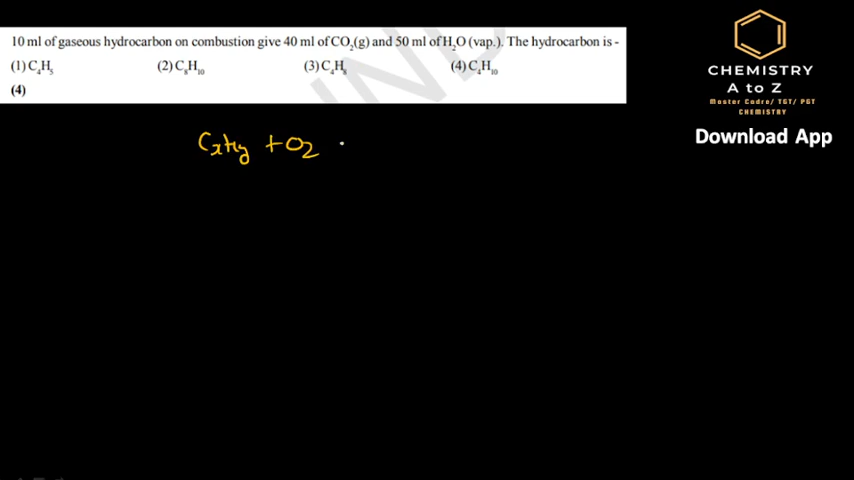 10 ml of gaseous hydrocarbon on combustion give 40 ml of CO₂(g) and 50 ml of H₂O (vap.). The hydrocarbon is -
(1) C₄H₅ (2) C₈H₁₀ (3) C₄H₈ (4) C₄H₁₀
(4)
CₓHᵧ + O₂
CHEMISTRY
A to Z
Master Cadre/ TGT/ PGT
CHEMISTRY
Download App